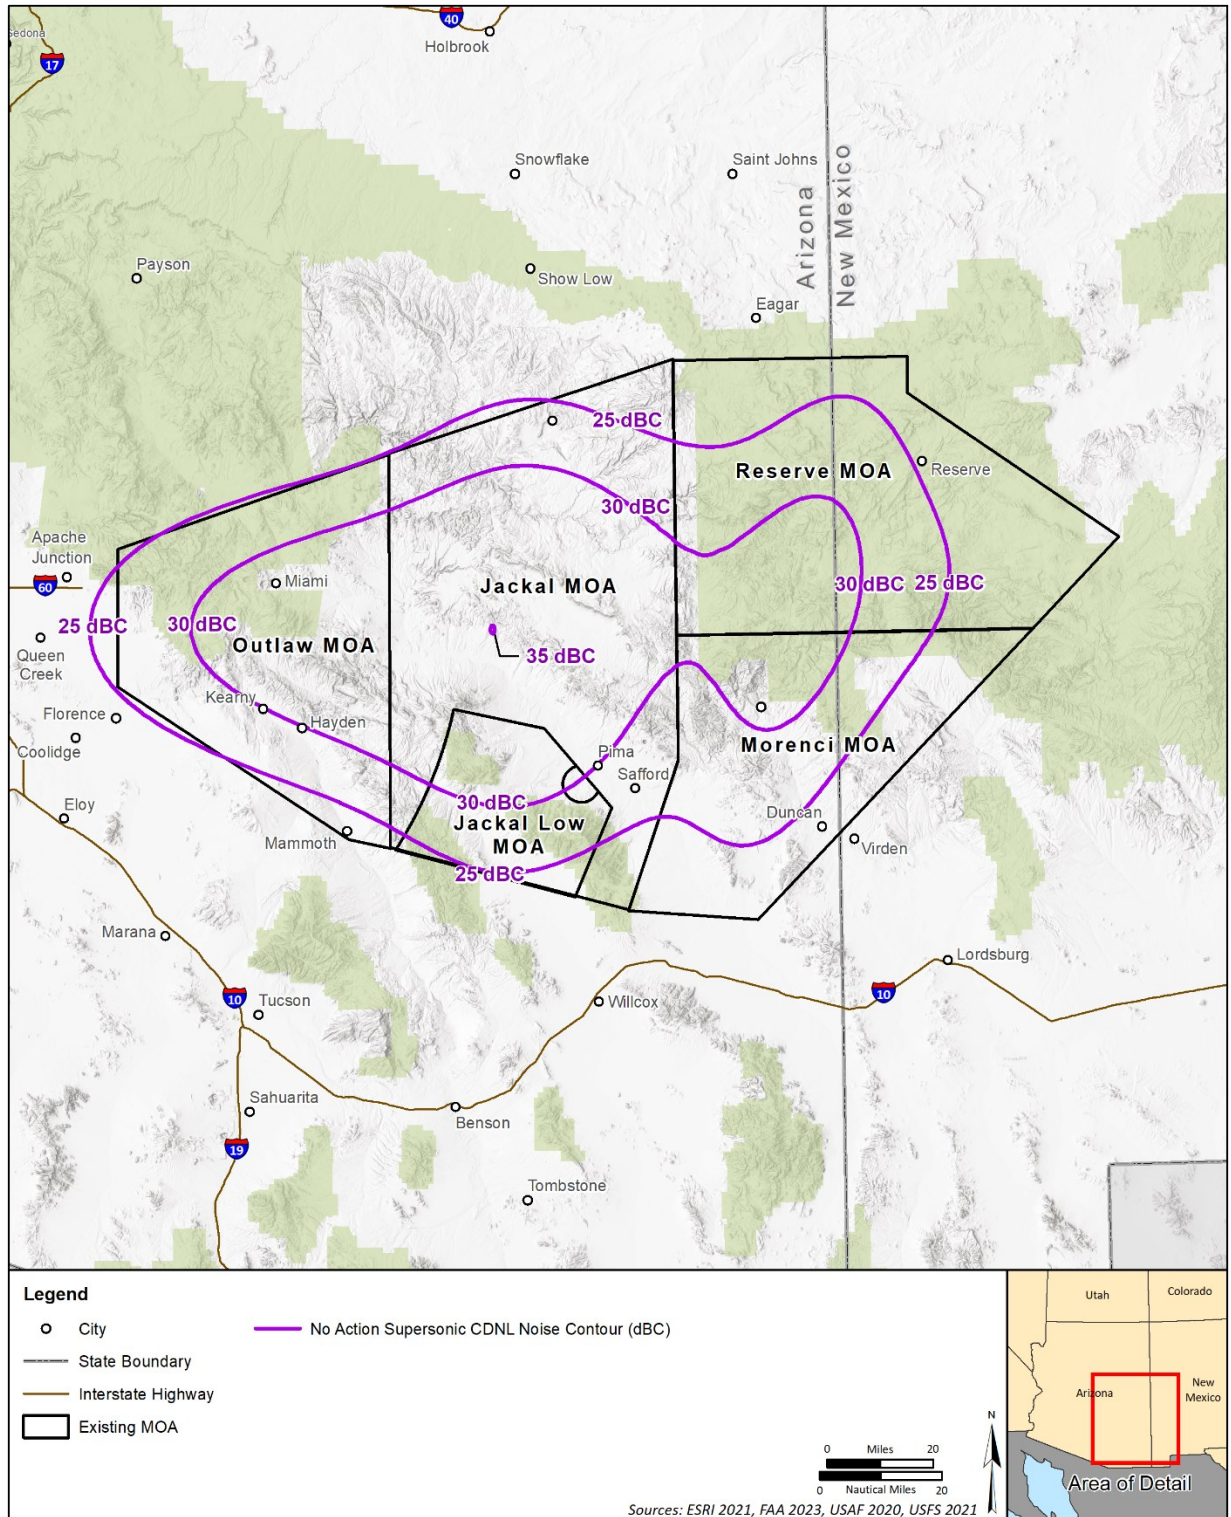 40
Sedona
Holbrook
17
Snowflake
Saint Johns
Arizona
New Mexico
Payson
Show Low
Eagar
25 dBC
Reserve MOA
Reserve
30 dBC
Apache
Junction
60
Miami
Jackal MOA
30 dBC
25 dBC
25 dBC
30 dBC
Outlaw MOA
35 dBC
Queen
Creek
Kearny
Florence
Hayden
Coolidge
Pima
Morenci MOA
Safford
Eloy
30 dBC
Jackal Low
MOA
Duncan
Mammoth
Virden
25 dBC
Marana
Lordsburg
10
Tucson
Willcox
10
Sahuarita
Benson
19
Tombstone
Legend
City
No Action Supersonic CDNL Noise Contour (dBC)
State Boundary
Interstate Highway
Existing MOA
0 Miles 20
0 Nautical Miles 20
N
Sources: ESRI 2021, FAA 2023, USAF 2020, USFS 2021
Utah
Colorado
Arizona
New
Mexico
Area of Detail